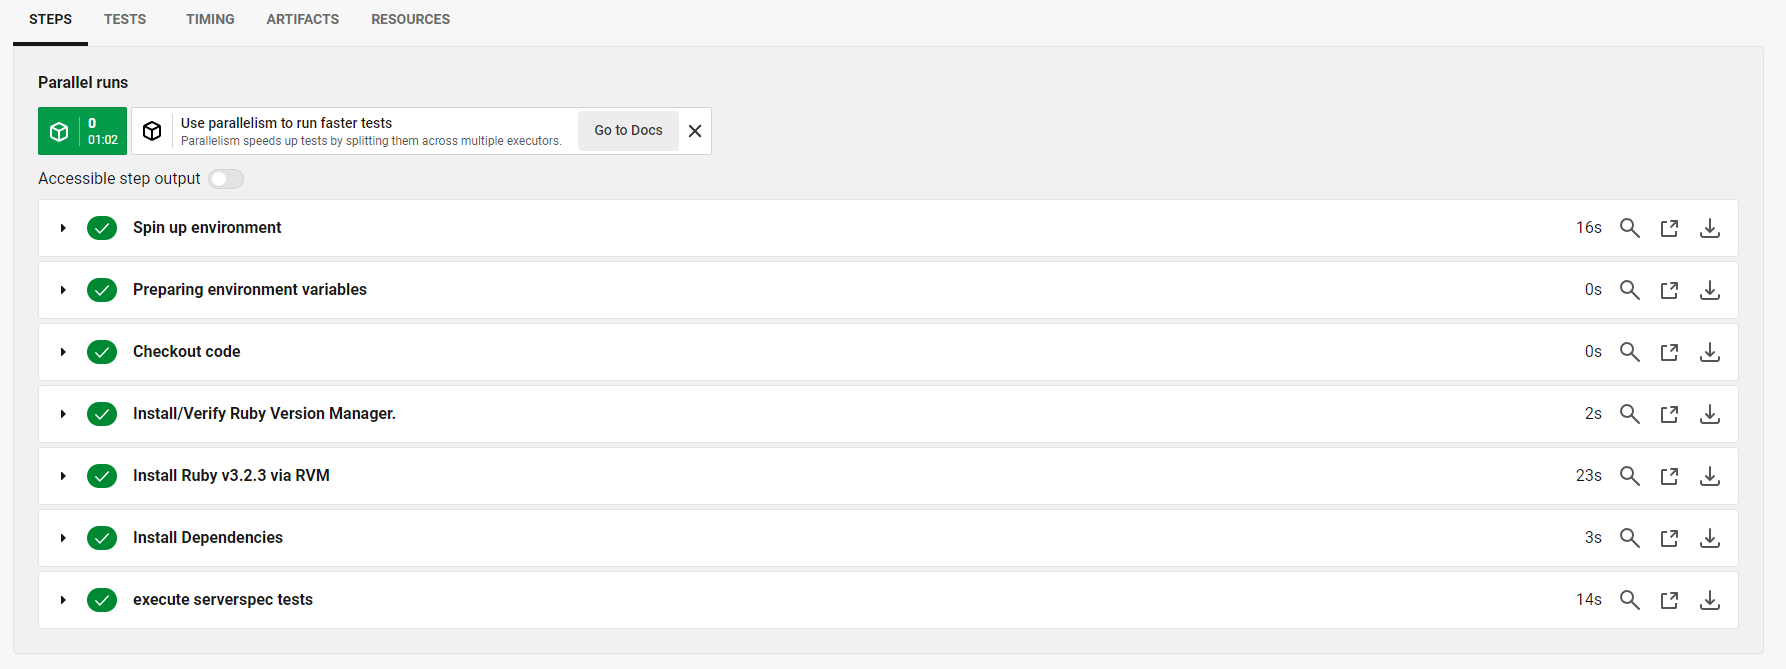 STEPS TESTS TIMING ARTIFACTS RESOURCES
Parallel runs
0
01:02
Use parallelism to run faster tests
Parallelism speeds up tests by splitting them across multiple executors.
Go to Docs
Accessible step output
Spin up environment 16s
Preparing environment variables 0s
Checkout code 0s
Install/Verify Ruby Version Manager. 2s
Install Ruby v3.2.3 via RVM 23s
Install Dependencies 3s
execute serverspec tests 14s